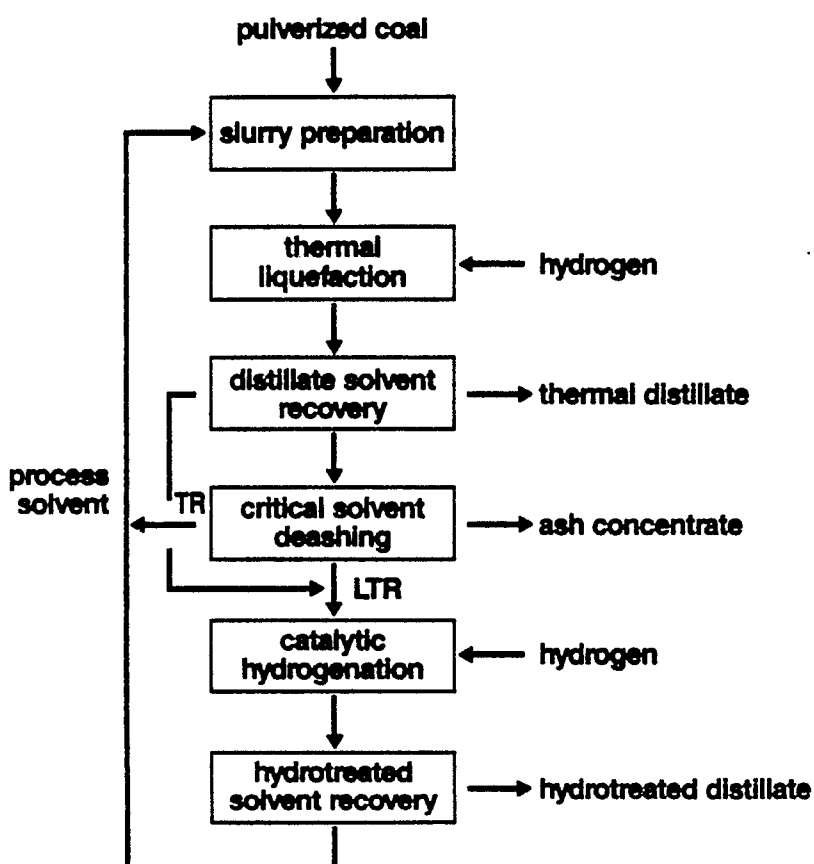 pulverized coal
slurry preparation
thermal
liquefaction
hydrogen
distillate solvent
recovery
thermal distillate
process
solvent
TR
critical solvent
deashing
ash concentrate
LTR
catalytic
hydrogenation
hydrogen
hydrotreated
solvent recovery
hydrotreated distillate